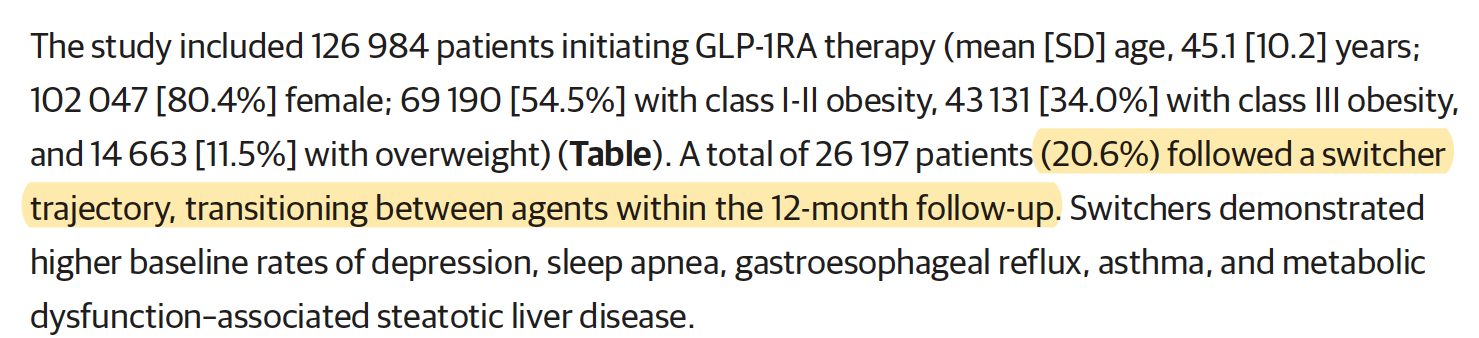 The study included 126 984 patients initiating GLP-1RA therapy (mean [SD] age, 45.1 [10.2] years;
102 047 [80.4%] female; 69 190 [54.5%] with class I-II obesity, 43 131 [34.0%] with class III obesity,
and 14 663 [11.5%] with overweight) (Table). A total of 26 197 patients (20.6%) followed a switcher
trajectory, transitioning between agents within the 12-month follow-up. Switchers demonstrated
higher baseline rates of depression, sleep apnea, gastroesophageal reflux, asthma, and metabolic
dysfunction–associated steatotic liver disease.